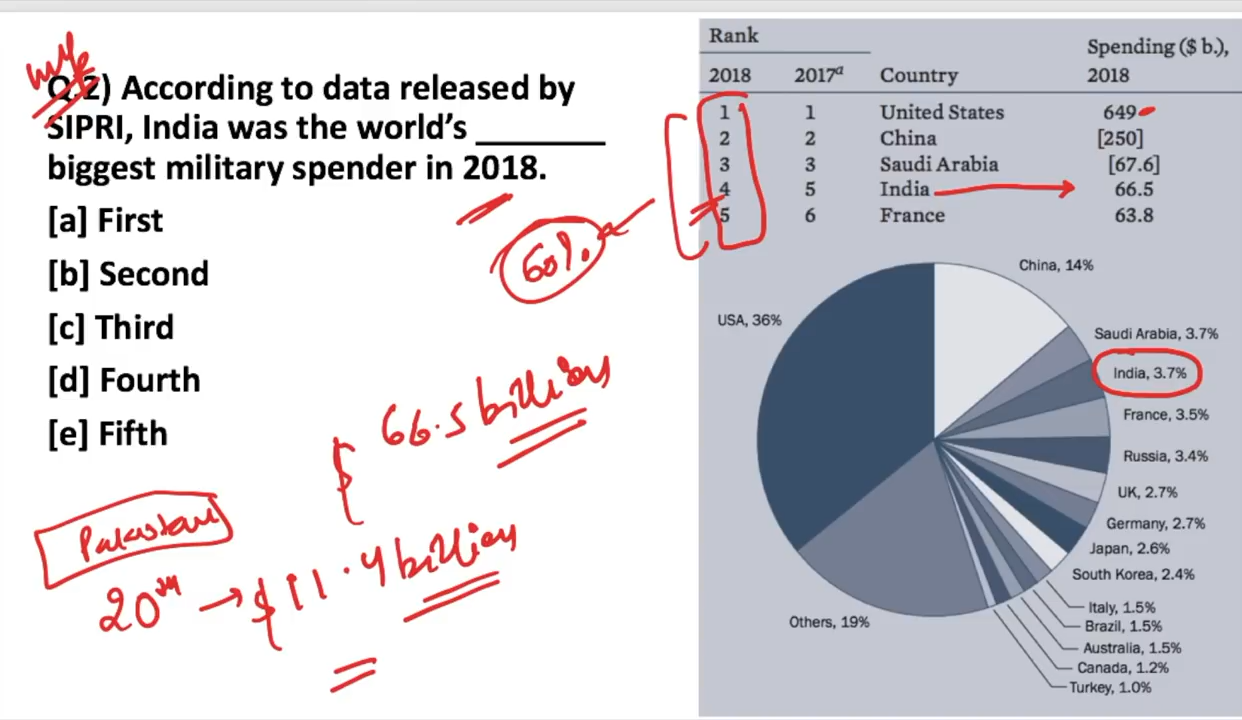 Q.2) According to data released by
SIPRI, India was the world's _______
biggest military spender in 2018.
[a] First
[b] Second
[c] Third
[d] Fourth
[e] Fifth
60%.
$ 66.5 billion
Pakistan
20th → $11.4 billion
Rank Spending ($ b.),
2018 2017a Country 2018
1 1 United States 649
2 2 China [250]
3 3 Saudi Arabia [67.6]
4 5 India 66.5
5 6 France 63.8
China, 14%
USA, 36%
Saudi Arabia, 3.7%
India, 3.7%
France, 3.5%
Russia, 3.4%
UK, 2.7%
Germany, 2.7%
Japan, 2.6%
South Korea, 2.4%
Italy, 1.5%
Others, 19%
Brazil, 1.5%
Australia, 1.5%
Canada, 1.2%
Turkey, 1.0%